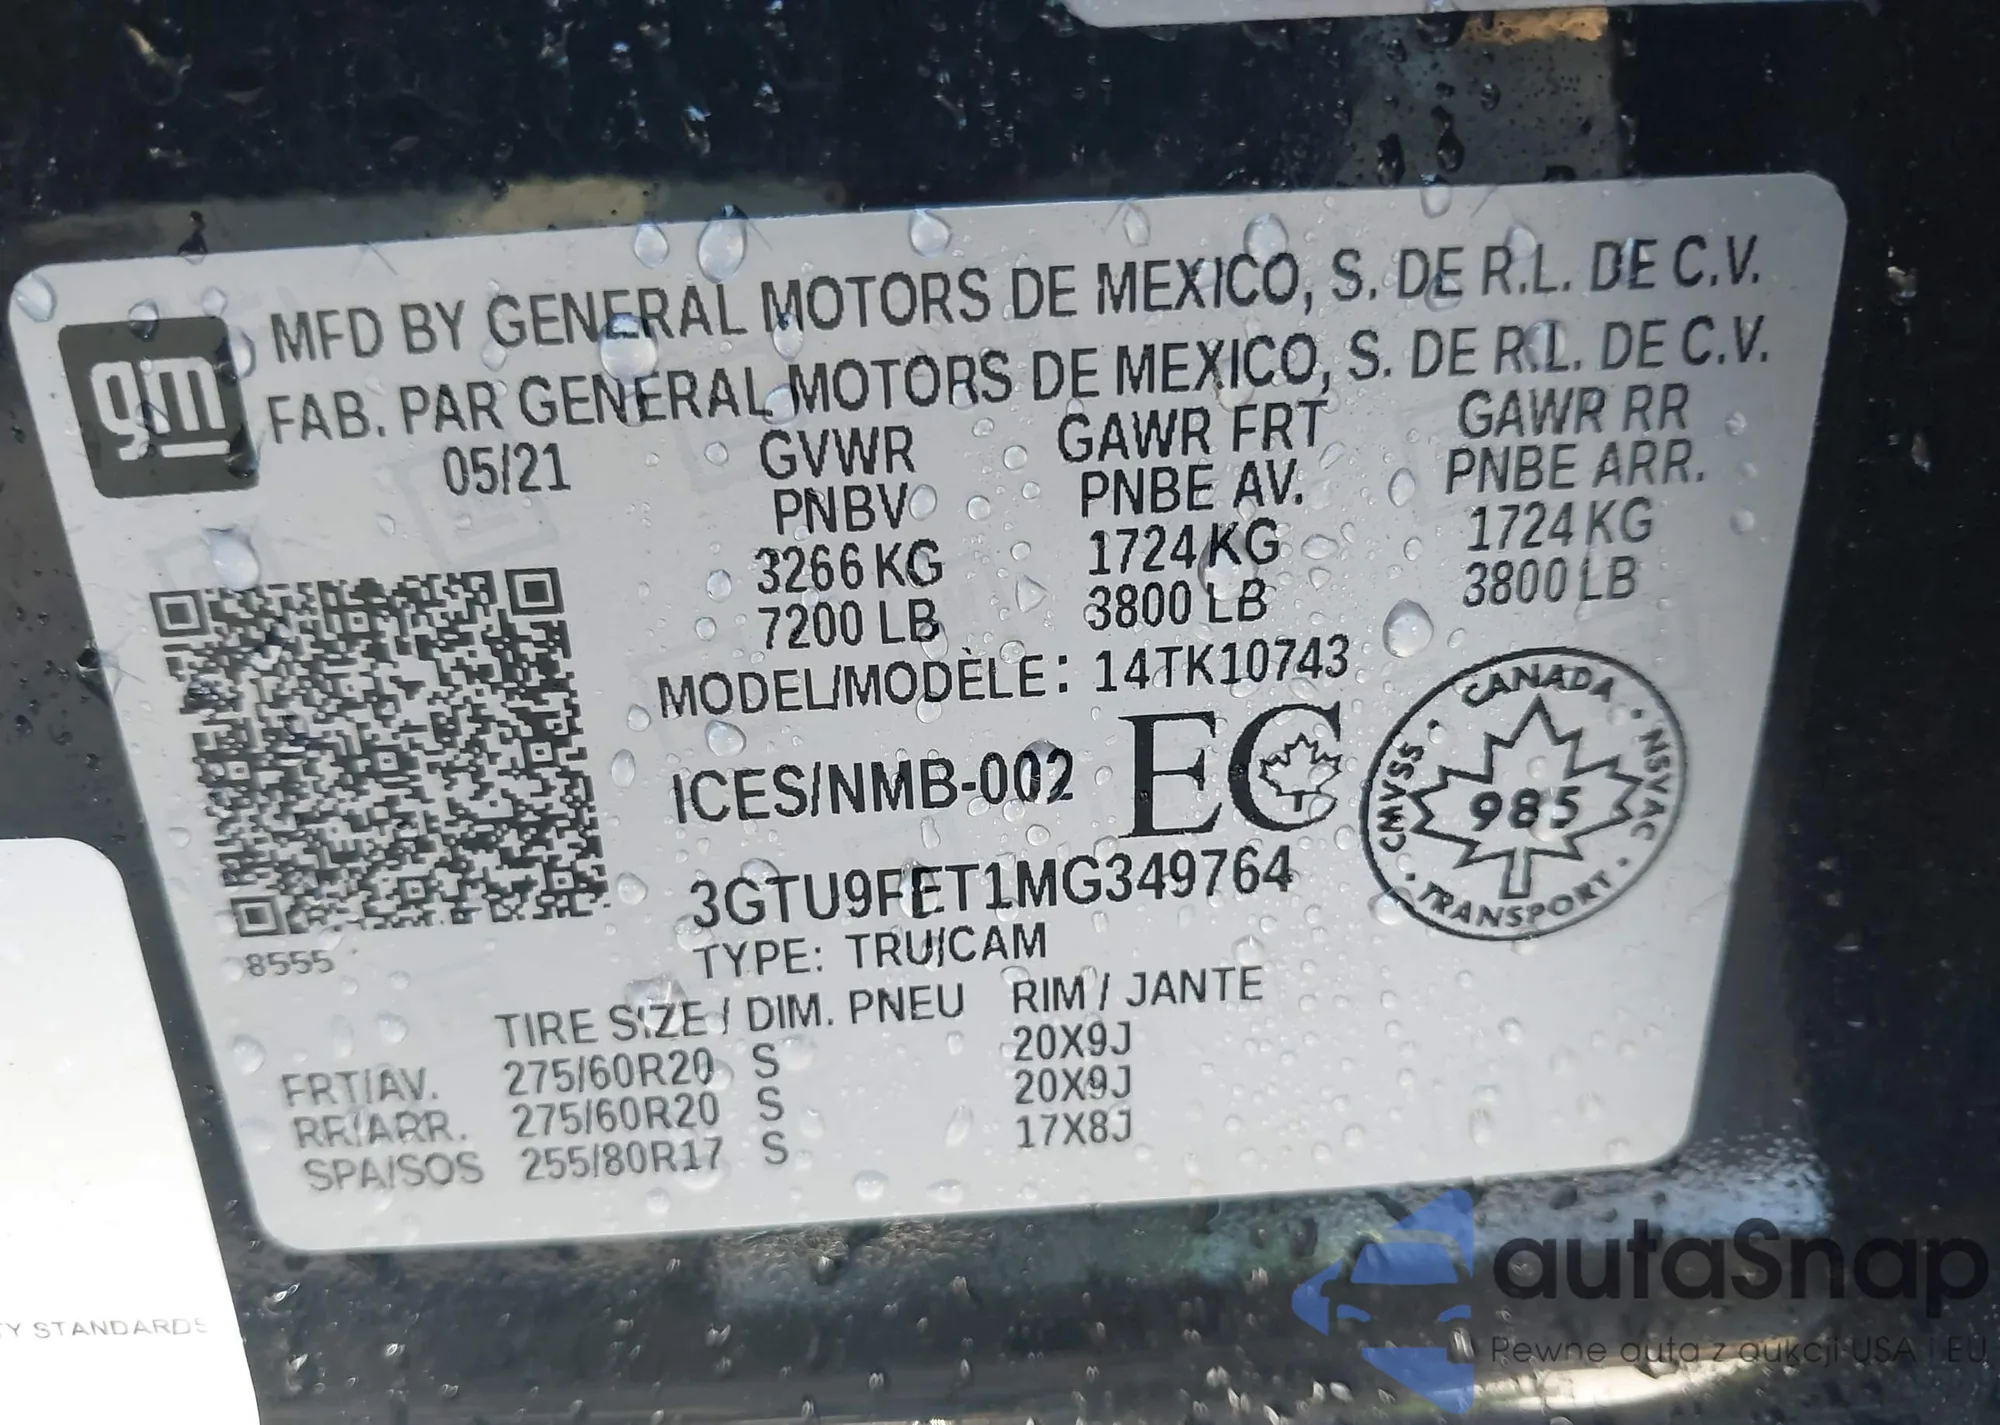 gm
MFD BY GENERAL MOTORS DE MEXICO, S. DE R.L. DE C.V.
FAB. PAR GENERAL MOTORS DE MEXICO, S. DE R.L. DE C.V.
05/21
GVWR
PNBV
3266 KG
7200 LB
GAWR FRT
PNBE AV.
1724 KG
3800 LB
GAWR RR
PNBE ARR.
1724 KG
3800 LB
MODEL/MODÈLE: 14TK10743
ICES/NMB-002 EC
CANADA · NSVAC · TRANSPORT · CMVSS ·
985
3GTU9FET1MG349764
8555
TYPE: TRU/CAM
TIRE SIZE / DIM. PNEU RIM / JANTE
FRT/AV. 275/60R20 S 20X9J
RR/ARR. 275/60R20 S 20X9J
SPA/SOS 255/80R17 S 17X8J
TY STANDARDS
autaSnap
Pewne auta z aukcji USA i EU